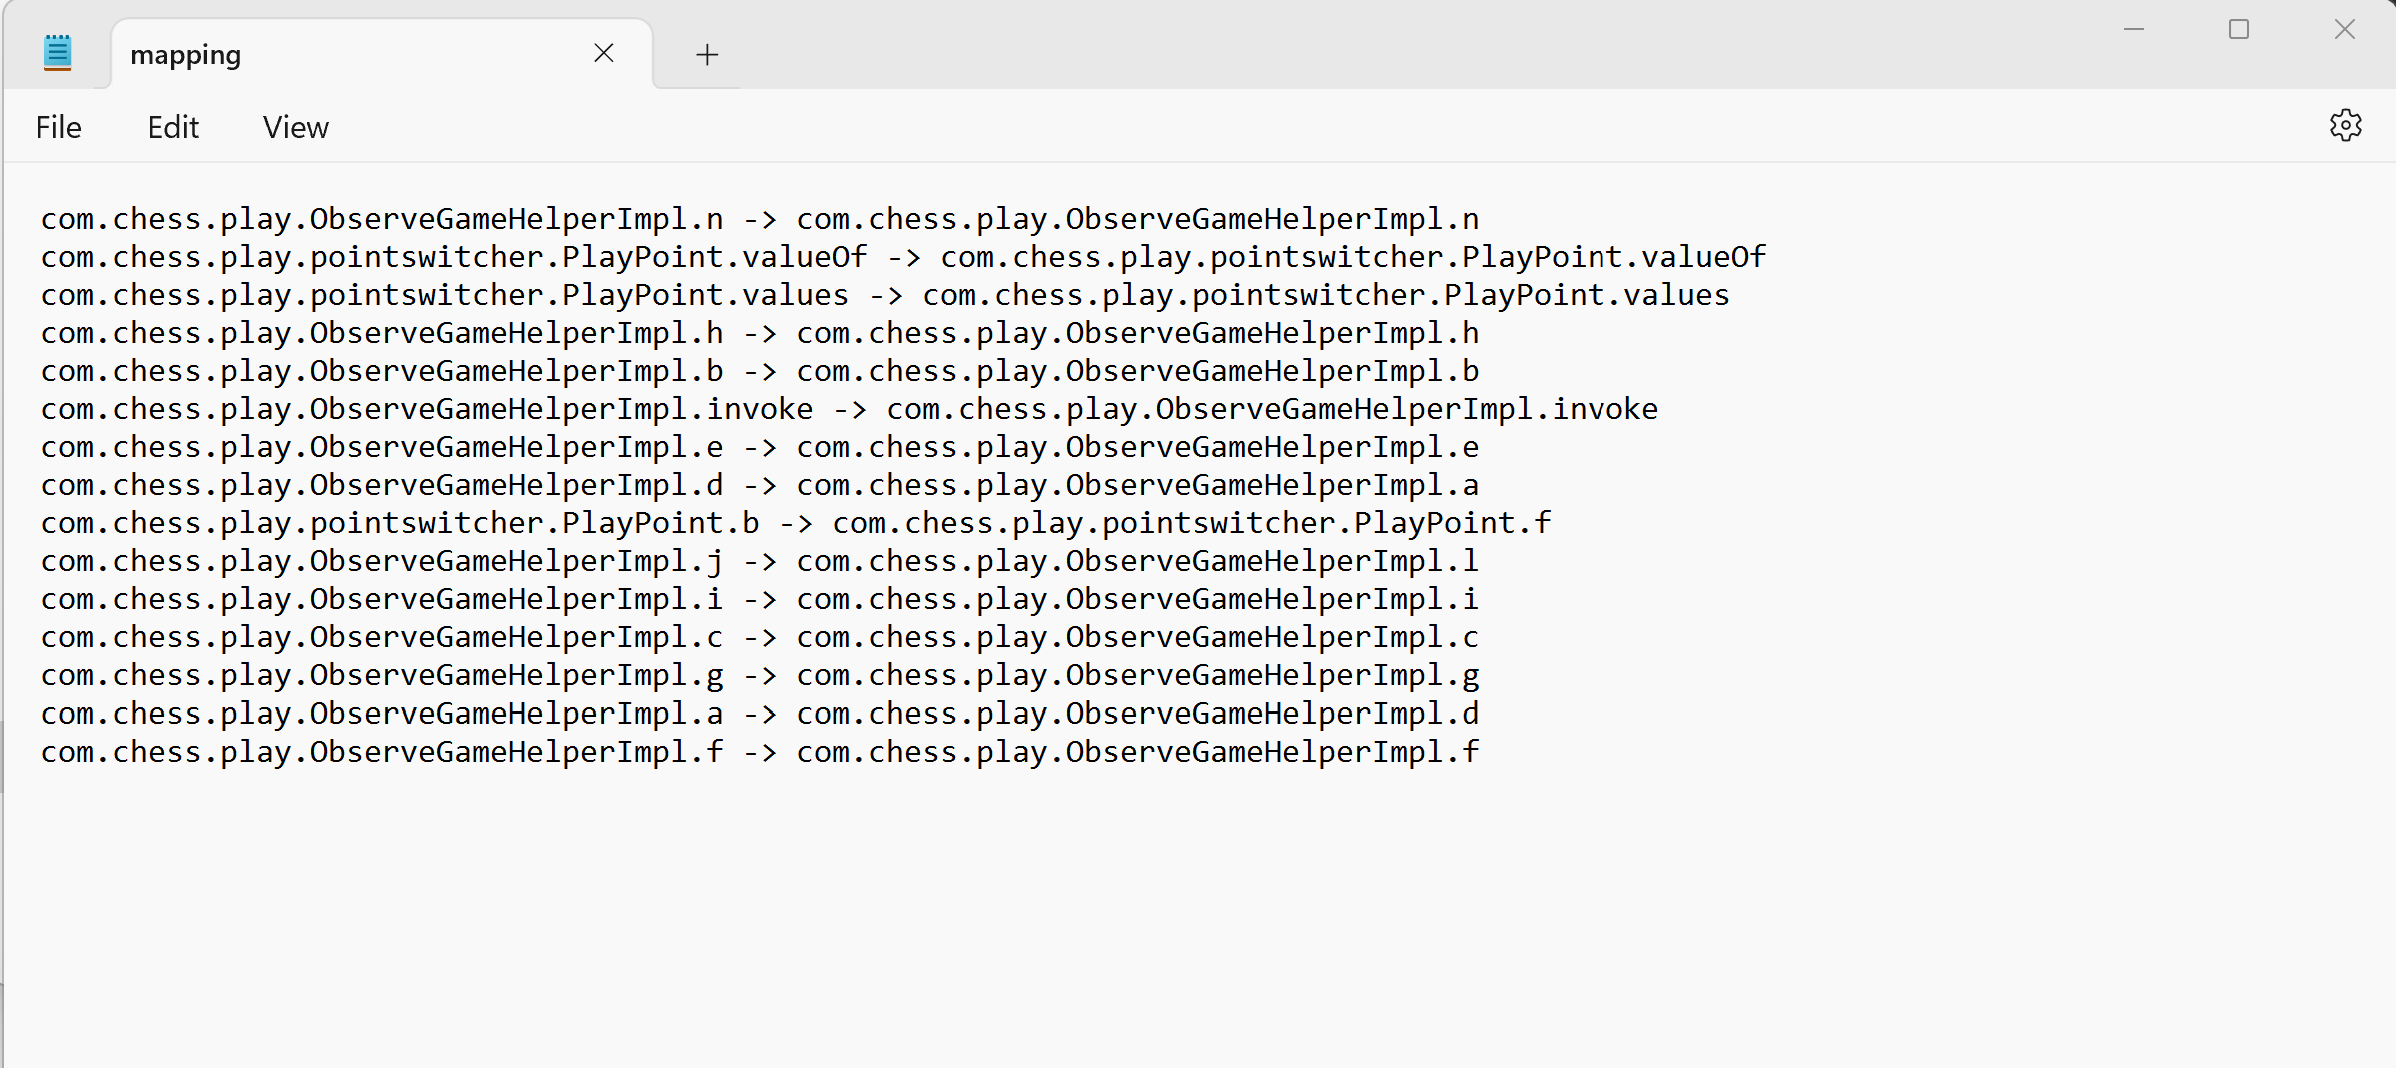 mapping
File Edit View
com.chess.play.ObserveGameHelperImpl.n -> com.chess.play.ObserveGameHelperImpl.n
com.chess.play.pointswitcher.PlayPoint.valueOf -> com.chess.play.pointswitcher.PlayPoint.valueOf
com.chess.play.pointswitcher.PlayPoint.values -> com.chess.play.pointswitcher.PlayPoint.values
com.chess.play.ObserveGameHelperImpl.h -> com.chess.play.ObserveGameHelperImpl.h
com.chess.play.ObserveGameHelperImpl.b -> com.chess.play.ObserveGameHelperImpl.b
com.chess.play.ObserveGameHelperImpl.invoke -> com.chess.play.ObserveGameHelperImpl.invoke
com.chess.play.ObserveGameHelperImpl.e -> com.chess.play.ObserveGameHelperImpl.e
com.chess.play.ObserveGameHelperImpl.d -> com.chess.play.ObserveGameHelperImpl.a
com.chess.play.pointswitcher.PlayPoint.b -> com.chess.play.pointswitcher.PlayPoint.f
com.chess.play.ObserveGameHelperImpl.j -> com.chess.play.ObserveGameHelperImpl.l
com.chess.play.ObserveGameHelperImpl.i -> com.chess.play.ObserveGameHelperImpl.i
com.chess.play.ObserveGameHelperImpl.c -> com.chess.play.ObserveGameHelperImpl.c
com.chess.play.ObserveGameHelperImpl.g -> com.chess.play.ObserveGameHelperImpl.g
com.chess.play.ObserveGameHelperImpl.a -> com.chess.play.ObserveGameHelperImpl.d
com.chess.play.ObserveGameHelperImpl.f -> com.chess.play.ObserveGameHelperImpl.f